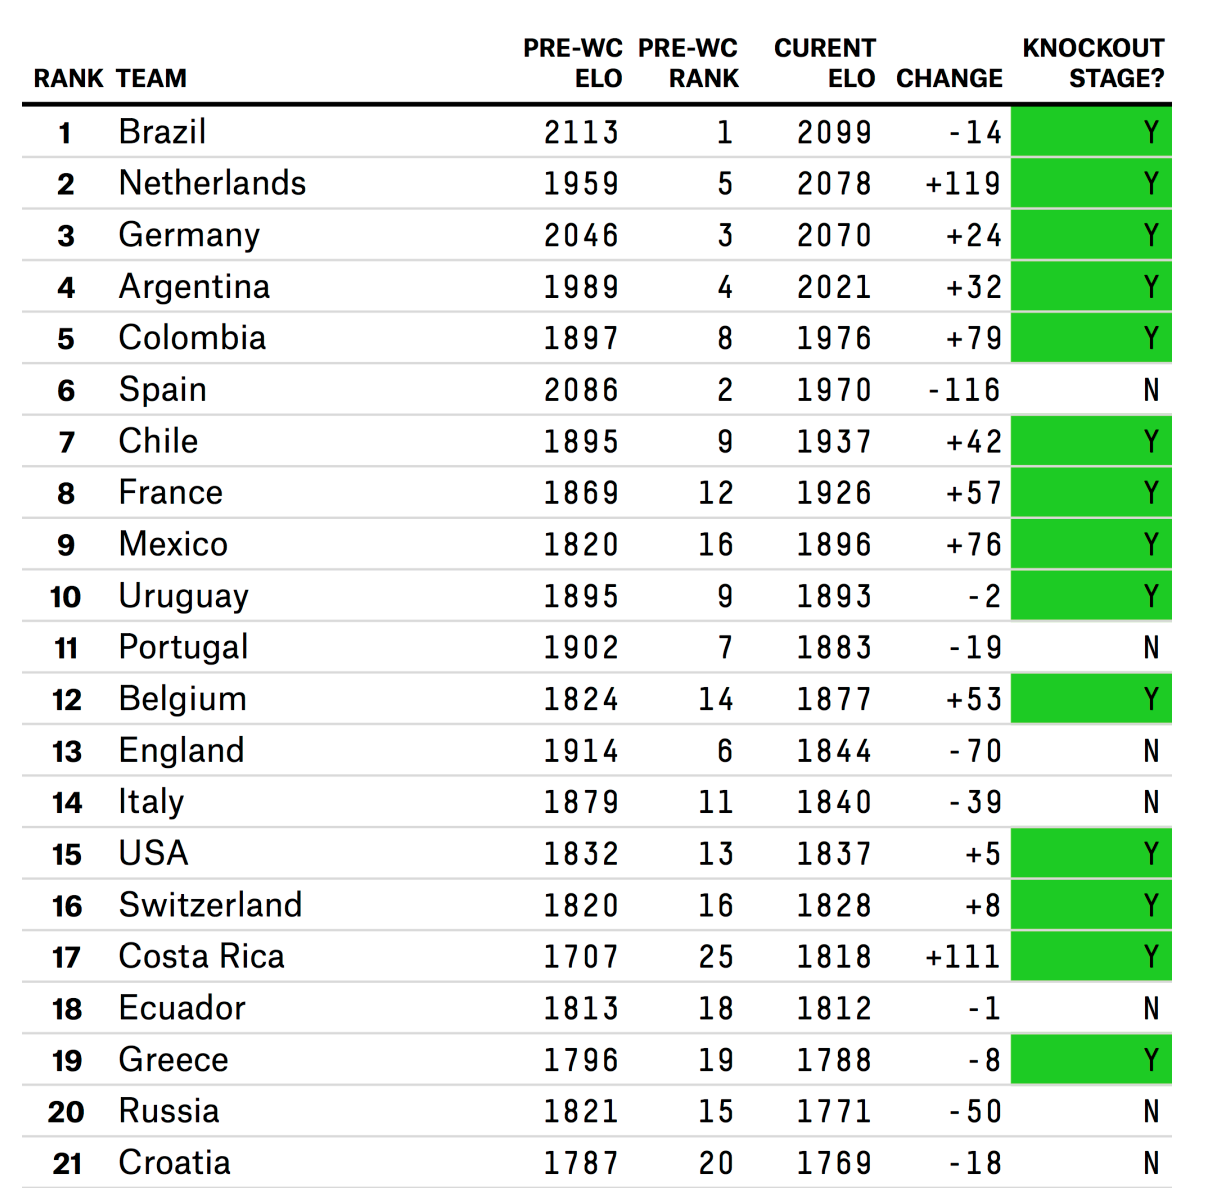 PRE-WC PRE-WC CURENT KNOCKOUT
RANK TEAM ELO RANK ELO CHANGE STAGE?
1 Brazil 2113 1 2099 -14 Y
2 Netherlands 1959 5 2078 +119 Y
3 Germany 2046 3 2070 +24 Y
4 Argentina 1989 4 2021 +32 Y
5 Colombia 1897 8 1976 +79 Y
6 Spain 2086 2 1970 -116 N
7 Chile 1895 9 1937 +42 Y
8 France 1869 12 1926 +57 Y
9 Mexico 1820 16 1896 +76 Y
10 Uruguay 1895 9 1893 -2 Y
11 Portugal 1902 7 1883 -19 N
12 Belgium 1824 14 1877 +53 Y
13 England 1914 6 1844 -70 N
14 Italy 1879 11 1840 -39 N
15 USA 1832 13 1837 +5 Y
16 Switzerland 1820 16 1828 +8 Y
17 Costa Rica 1707 25 1818 +111 Y
18 Ecuador 1813 18 1812 -1 N
19 Greece 1796 19 1788 -8 Y
20 Russia 1821 15 1771 -50 N
21 Croatia 1787 20 1769 -18 N